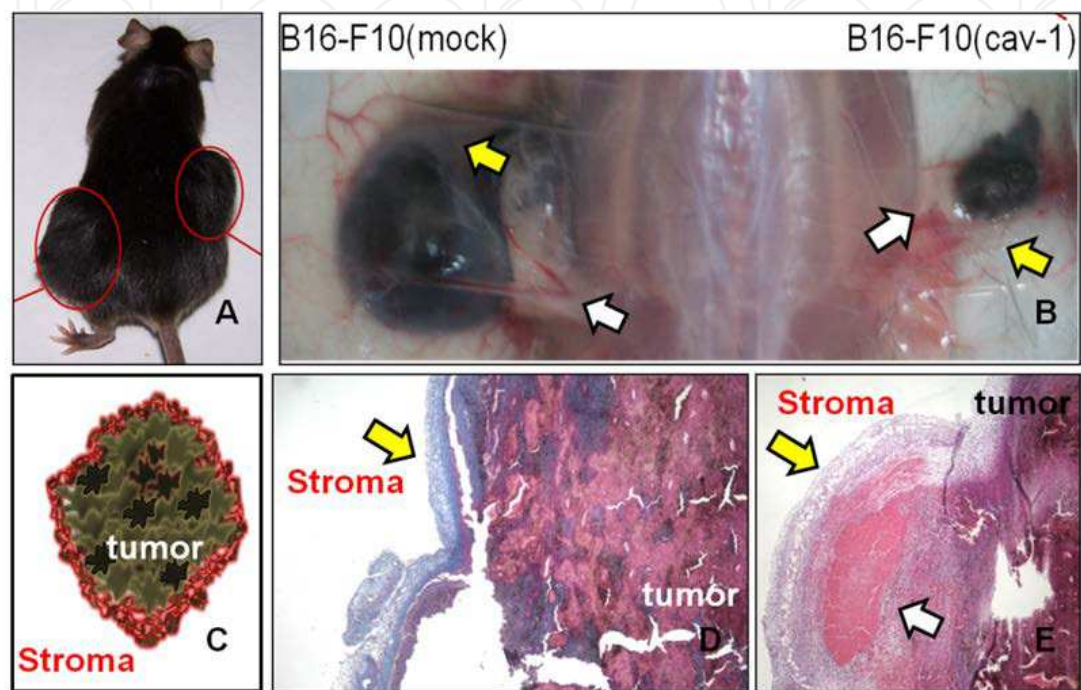 B16-F10(mock)
B16-F10(cav-1)
A
B
tumor
C
Stroma
Stroma
tumor
D
Stroma
tumor
E